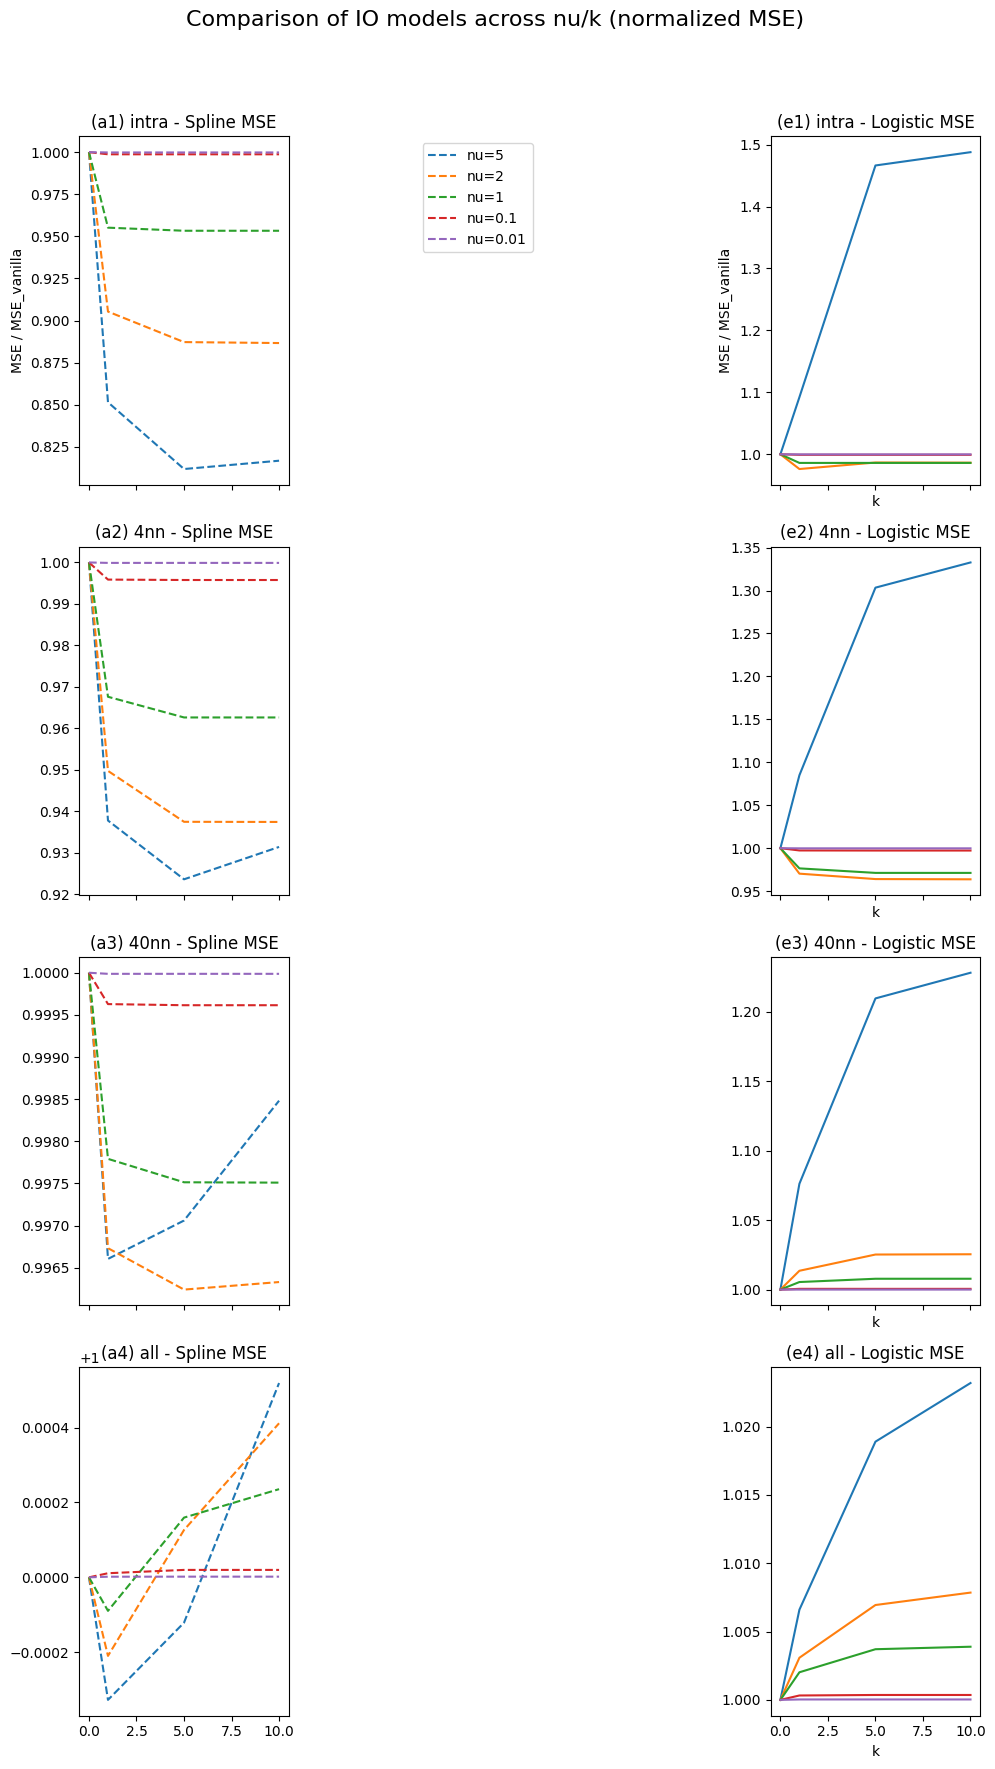 Comparison of IO models across nu/k (normalized MSE)
(a1) intra - Spline MSE
MSE / MSE_vanilla
1.000
0.975
0.950
0.925
0.900
0.875
0.850
0.825
nu=5
nu=2
nu=1
nu=0.1
nu=0.01
(e1) intra - Logistic MSE
MSE / MSE_vanilla
1.5
1.4
1.3
1.2
1.1
1.0
k
(a2) 4nn - Spline MSE
1.00
0.99
0.98
0.97
0.96
0.95
0.94
0.93
0.92
(e2) 4nn - Logistic MSE
1.35
1.30
1.25
1.20
1.15
1.10
1.05
1.00
0.95
k
(a3) 40nn - Spline MSE
1.0000
0.9995
0.9990
0.9985
0.9980
0.9975
0.9970
0.9965
(e3) 40nn - Logistic MSE
1.20
1.15
1.10
1.05
1.00
k
(a4) all - Spline MSE
+1
0.0004
0.0002
0.0000
−0.0002
0.0 2.5 5.0 7.5 10.0
(e4) all - Logistic MSE
1.020
1.015
1.010
1.005
1.000
0.0 2.5 5.0 7.5 10.0
k